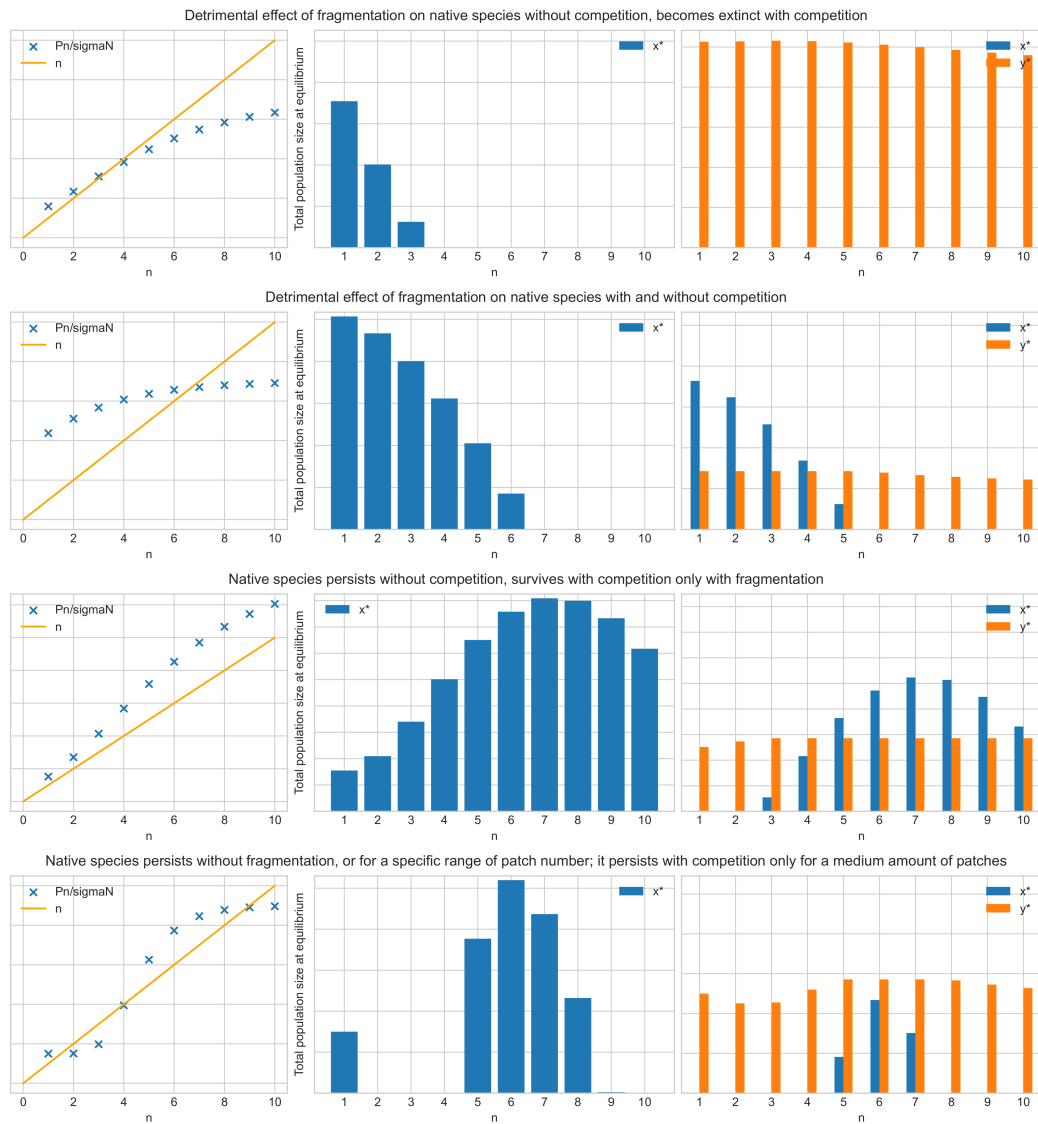 Detrimental effect of fragmentation on native species without competition, becomes extinct with competition
Pn/sigmaN
n
0 2 4 6 8 10
n
Total population size at equilibrium
x*
1 2 3 4 5 6 7 8 9 10
n
x*
y*
1 2 3 4 5 6 7 8 9 10
n
Detrimental effect of fragmentation on native species with and without competition
Pn/sigmaN
n
0 2 4 6 8 10
n
Total population size at equilibrium
x*
1 2 3 4 5 6 7 8 9 10
n
x*
y*
1 2 3 4 5 6 7 8 9 10
n
Native species persists without competition, survives with competition only with fragmentation
Pn/sigmaN
n
0 2 4 6 8 10
n
Total population size at equilibrium
x*
1 2 3 4 5 6 7 8 9 10
n
x*
y*
1 2 3 4 5 6 7 8 9 10
n
Native species persists without fragmentation, or for a specific range of patch number; it persists with competition only for a medium amount of patches
Pn/sigmaN
n
0 2 4 6 8 10
n
Total population size at equilibrium
x*
1 2 3 4 5 6 7 8 9 10
n
x*
y*
1 2 3 4 5 6 7 8 9 10
n